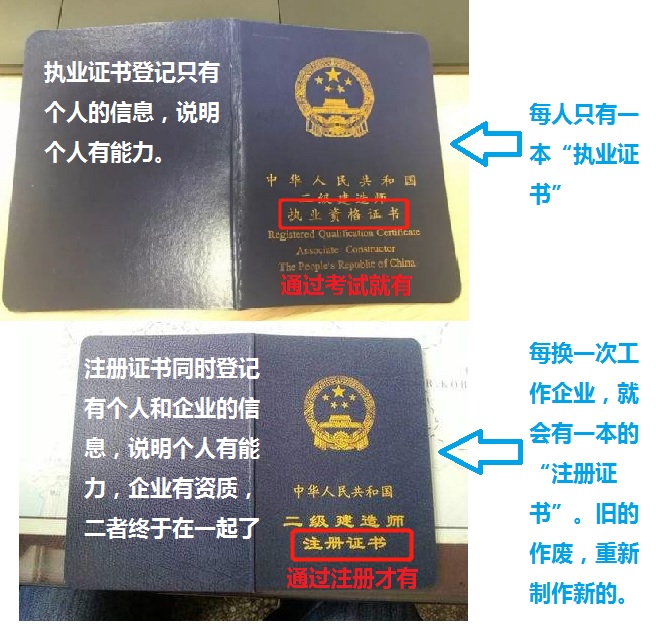 执业证书登记只有
个人的信息，说明
个人有能力。
中华人民共和国
二级建造师
执业资格证书
Registered Qualification Certificate
Associate Constructor
The People's Republic of China
通过考试就有
每人只有一
本“执业证
书”
注册证书同时登记
有个人和企业的信
息，说明个人有能
力，企业有资质，
二者终于在一起了
中华人民共和国
二级建造师
注册证书
通过注册才有
每换一次工
作企业，就
会有一本的
“注册证
书”。旧的
作废，重新
制作新的。